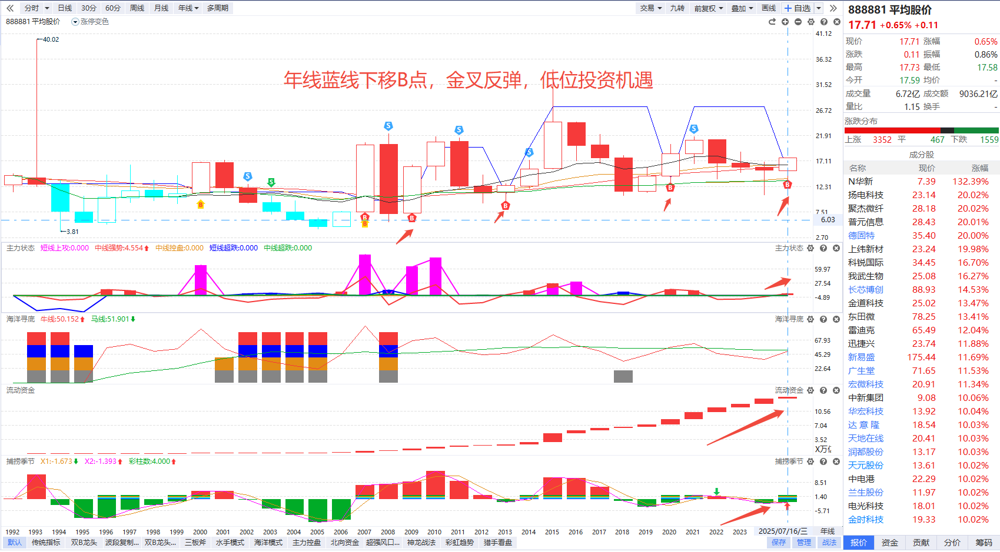 分时 日线 30分 60分 周线 月线 年线 多周期 交易 九转 前复权 叠加 画线 自选
888881 平均股价 涨停变色
年线蓝线下移B点，金叉反弹，低位投资机遇
40.02
3.81
41.12
36.32
31.52
26.72
21.91
17.11
12.31
7.51
6.03
2.70
S S S S S S
B B B B B B B
主力状态 短线上攻:0.000 中线强势:4.554 中线控盘:0.000 短线超跌:0.000 中线超跌:0.000 主力状态
59.97
27.54
-4.89
海洋寻底 牛线:50.152 马线:51.901 海洋寻底
67.93
45.29
22.64
流动资金 流动资金
10.56
7.04
3.52
X万亿
捕捞季节 X1:-1.673 X2:-1.393 彩柱数:4.000 捕捞季节
8.51
1.40
-5.71
1992 1993 1994 1995 1996 1997 1998 1999 2000 2001 2002 2003 2004 2005 2006 2007 2008 2009 2010 2011 2012 2013 2014 2015 2016 2017 2018 2019 2020 2021 2022 2023 2025/07/16/三 年线
默认 传统指标 双B龙头 波段复制... 双B龙头... 三板斧 水手模式 海洋模式 主力控盘 北向资金 超强风口... 神龙战法 彩虹趋势 猎手看盘 保存 管理 战法
888881 平均股价
17.71 +0.65% +0.11
现价 17.71 涨幅 0.65%
涨跌 0.11 振幅 0.86%
最高 17.73 最低 17.58
今开 17.59 均价 -
成交量 6.72亿 成交额 9036.21亿
量比 1.15 换手 -
涨跌分布
上涨 3352 平 467 下跌 1559
成分股
名称 现价 涨幅
N华新 7.39 132.39%
扬电科技 23.14 20.02%
聚杰微纤 28.18 20.02%
普元信息 28.43 20.01%
德固特 35.40 20.00%
上纬新材 23.24 19.98%
科锐国际 34.45 16.70%
我武生物 25.08 16.27%
长芯博创 88.93 14.53%
金道科技 25.02 13.47%
东田微 78.25 13.41%
雷迪克 65.49 12.04%
迅捷兴 23.74 11.88%
新易盛 175.44 11.69%
广生堂 71.65 11.53%
宏微科技 20.91 11.34%
中新集团 9.08 10.06%
华宏科技 13.92 10.04%
达 意 隆 18.54 10.03%
天地在线 20.41 10.03%
润都股份 13.17 10.03%
天元股份 13.61 10.02%
中电港 22.29 10.02%
兰生股份 11.97 10.02%
电光科技 18.01 10.02%
金时科技 19.33 10.02%
报价 资金 贡献 分价 筹码